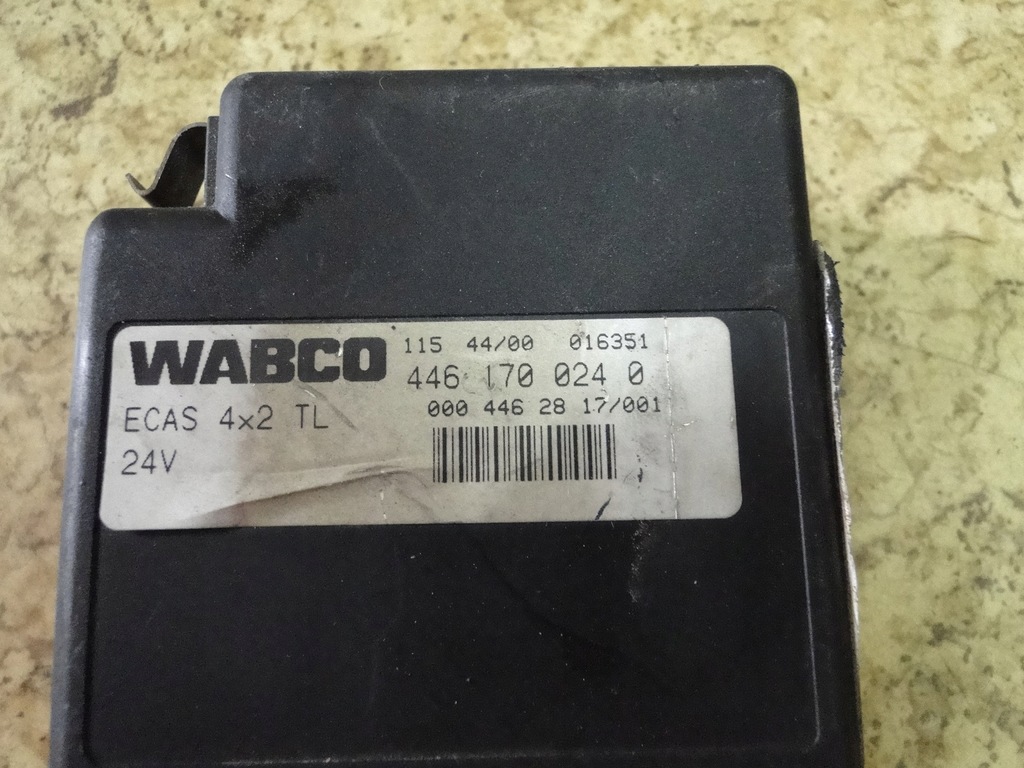 WABCO 115 44/00 016351
446 170 024 0
000 446 28 17/001
ECAS 4x2 TL
24V